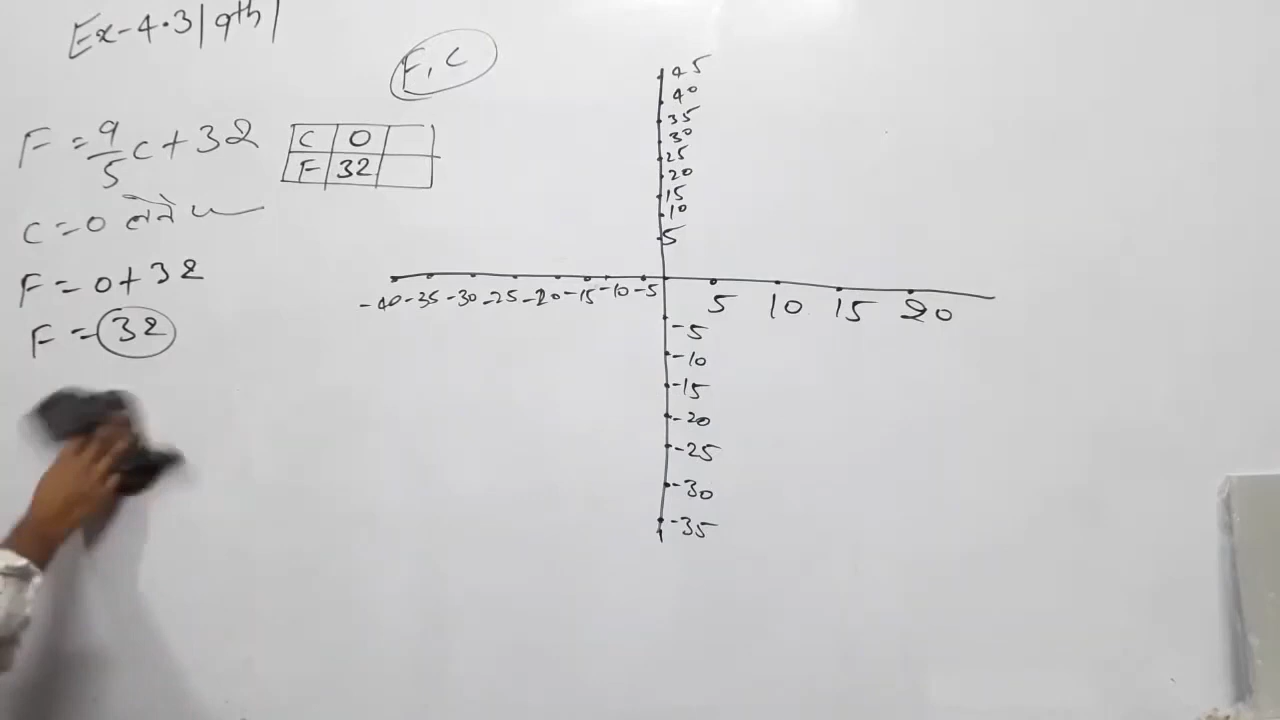 Ex-4.3|9th|
F, C
F = 9/5 C + 32
C 0
F 32
C = 0 लेने पर
F = 0 + 32
F = 32
45
40
35
30
25
20
15
10
5
-40 -35 -30 -25 -20 -15 -10 -5 5 10 15 20
-5
-10
-15
-20
-25
-30
-35